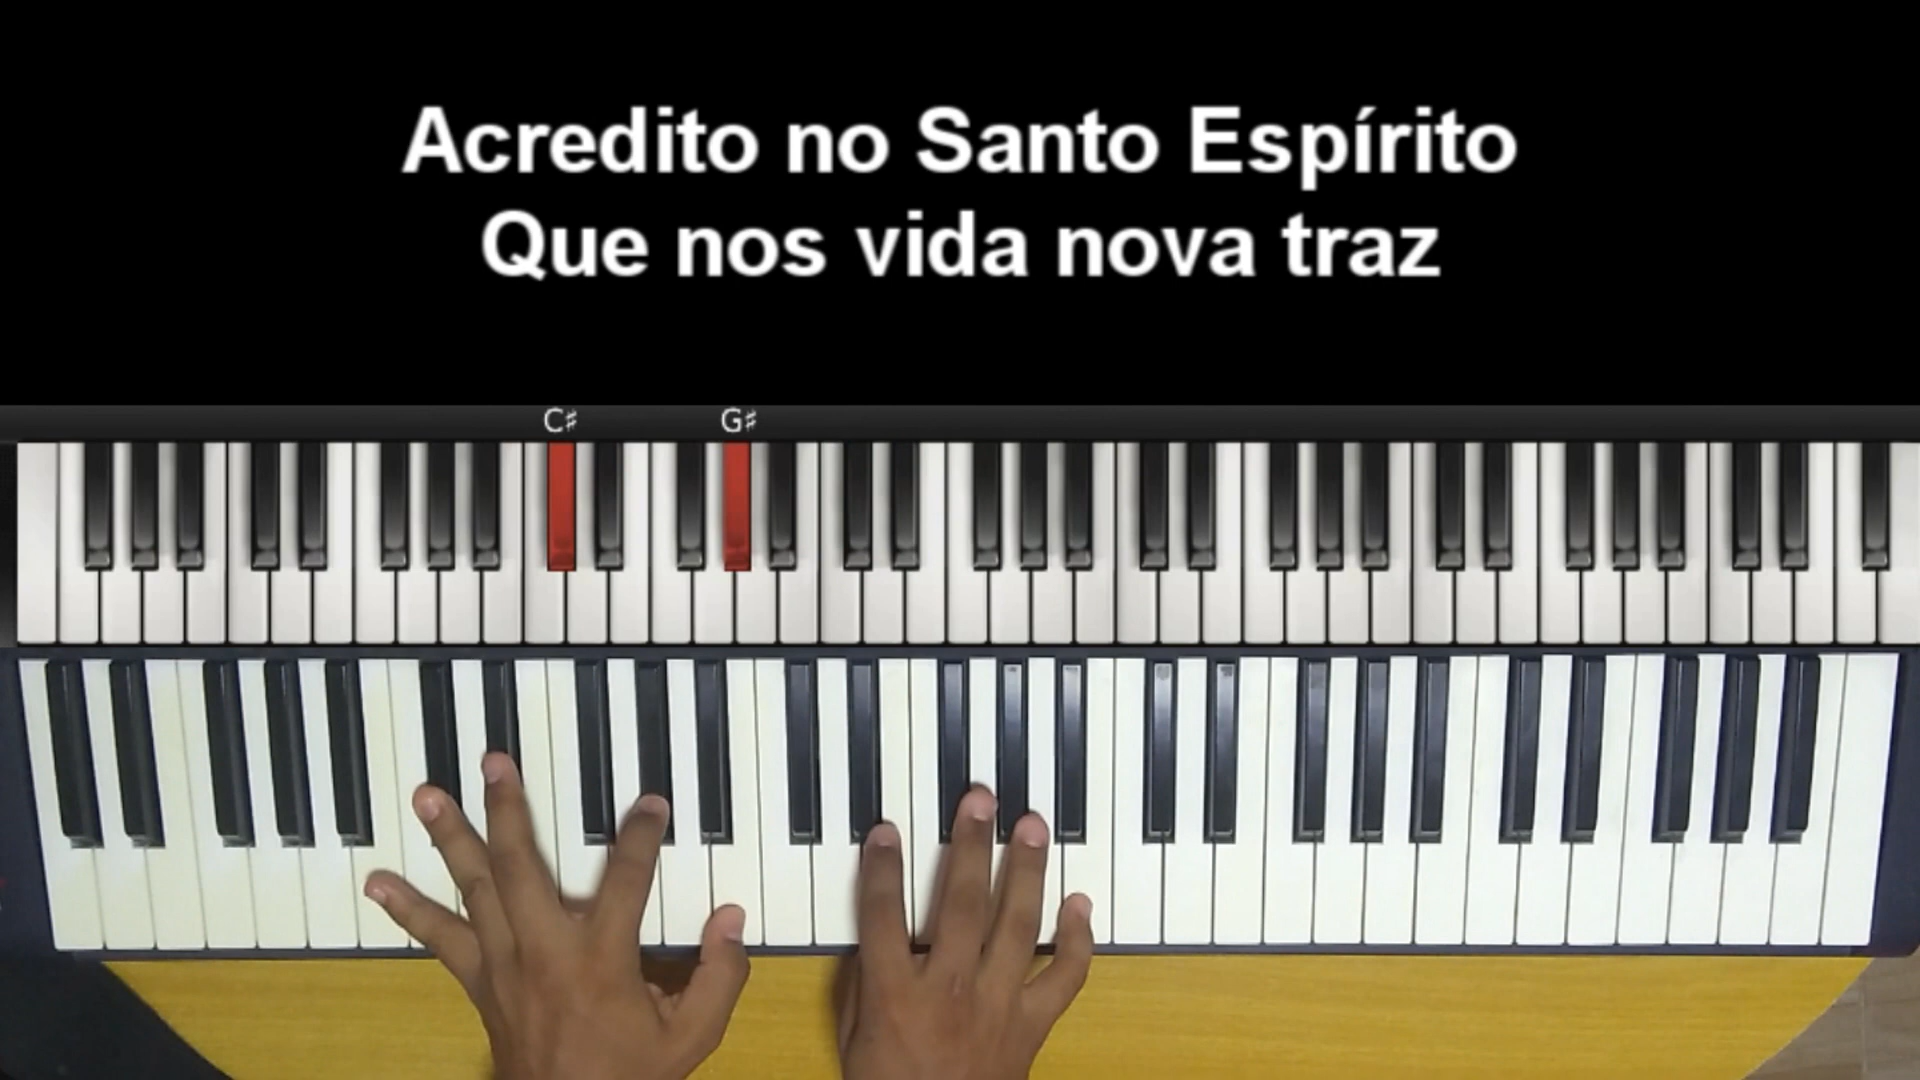 Acredito no Santo Espírito
Que nos vida nova traz
C♯ G♯